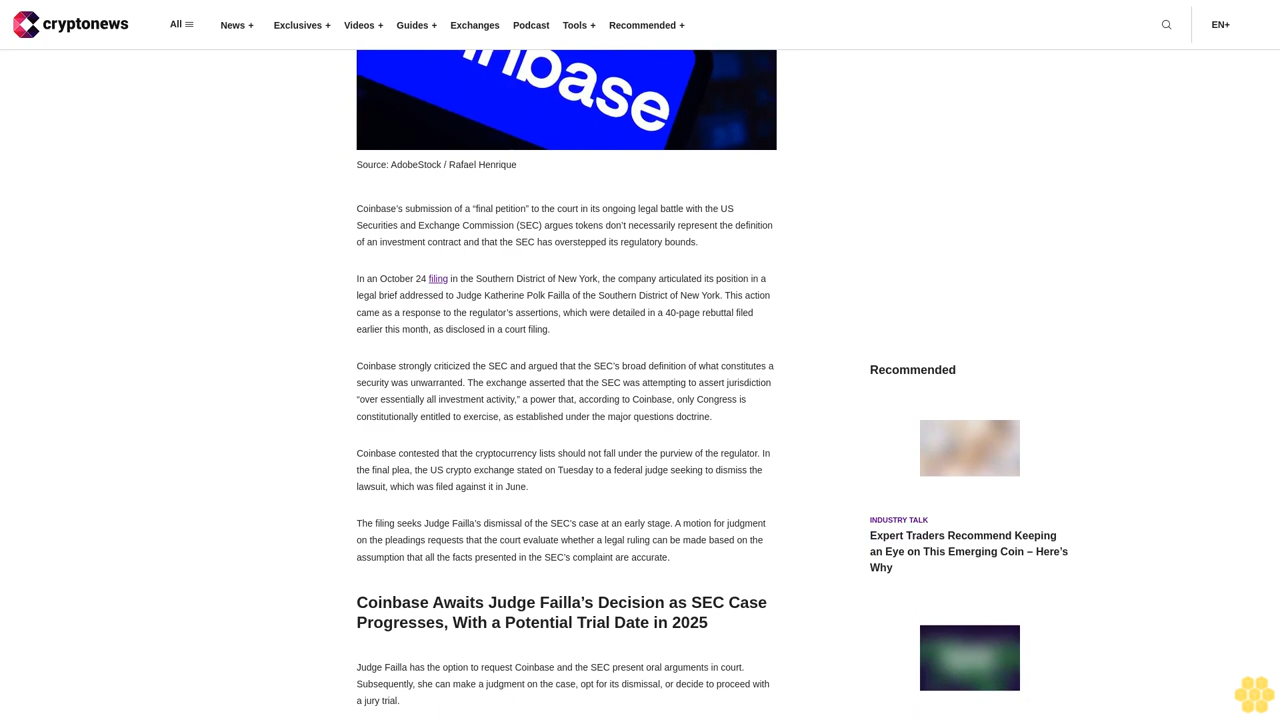 cryptonews
All
News +
Exclusives +
Videos +
Guides +
Exchanges
Podcast
Tools +
Recommended +
EN+
Source: AdobeStock / Rafael Henrique
Coinbase’s submission of a “final petition” to the court in its ongoing legal battle with the US
Securities and Exchange Commission (SEC) argues tokens don’t necessarily represent the definition
of an investment contract and that the SEC has overstepped its regulatory bounds.
In an October 24 filing in the Southern District of New York, the company articulated its position in a
legal brief addressed to Judge Katherine Polk Failla of the Southern District of New York. This action
came as a response to the regulator’s assertions, which were detailed in a 40-page rebuttal filed
earlier this month, as disclosed in a court filing.
Coinbase strongly criticized the SEC and argued that the SEC’s broad definition of what constitutes a
security was unwarranted. The exchange asserted that the SEC was attempting to assert jurisdiction
“over essentially all investment activity,” a power that, according to Coinbase, only Congress is
constitutionally entitled to exercise, as established under the major questions doctrine.
Coinbase contested that the cryptocurrency lists should not fall under the purview of the regulator. In
the final plea, the US crypto exchange stated on Tuesday to a federal judge seeking to dismiss the
lawsuit, which was filed against it in June.
The filing seeks Judge Failla’s dismissal of the SEC’s case at an early stage. A motion for judgment
on the pleadings requests that the court evaluate whether a legal ruling can be made based on the
assumption that all the facts presented in the SEC’s complaint are accurate.
Coinbase Awaits Judge Failla’s Decision as SEC Case
Progresses, With a Potential Trial Date in 2025
Judge Failla has the option to request Coinbase and the SEC present oral arguments in court.
Subsequently, she can make a judgment on the case, opt for its dismissal, or decide to proceed with
a jury trial.
Recommended
INDUSTRY TALK
Expert Traders Recommend Keeping
an Eye on This Emerging Coin – Here’s
Why